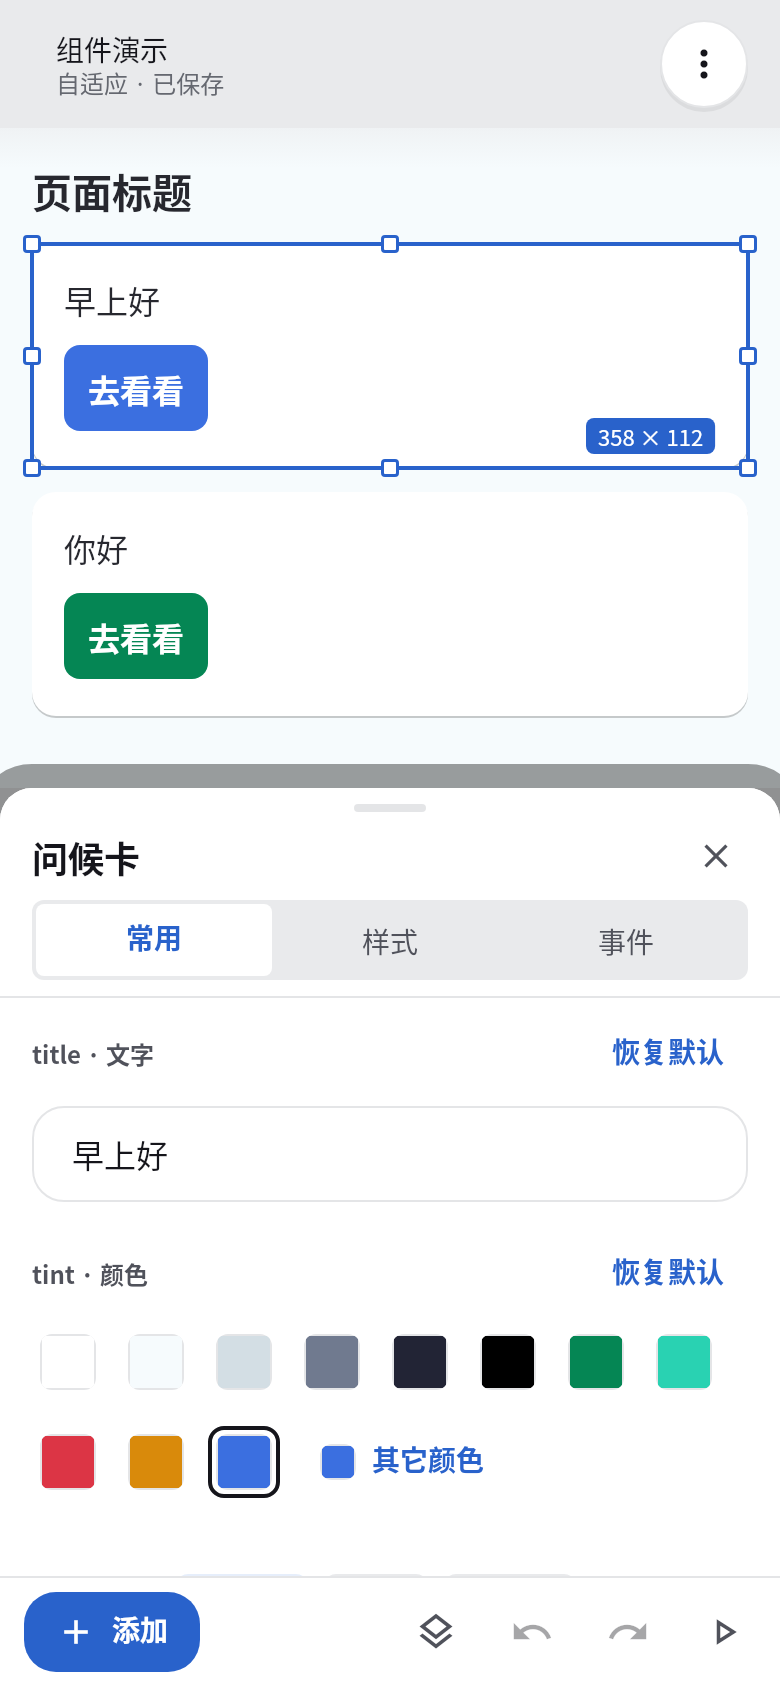 组件演示
自适应 · 已保存
页面标题
早上好
去看看
358 × 112
你好
去看看
问候卡
常用 样式 事件
title · 文字 恢复默认
早上好
tint · 颜色 恢复默认
其它颜色
添加